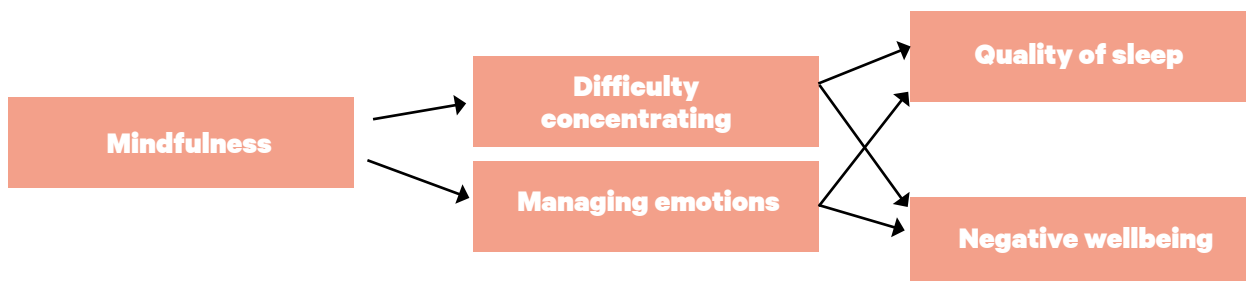 Mindfulness
Difficulty
concentrating
Managing emotions
Quality of sleep
Negative wellbeing